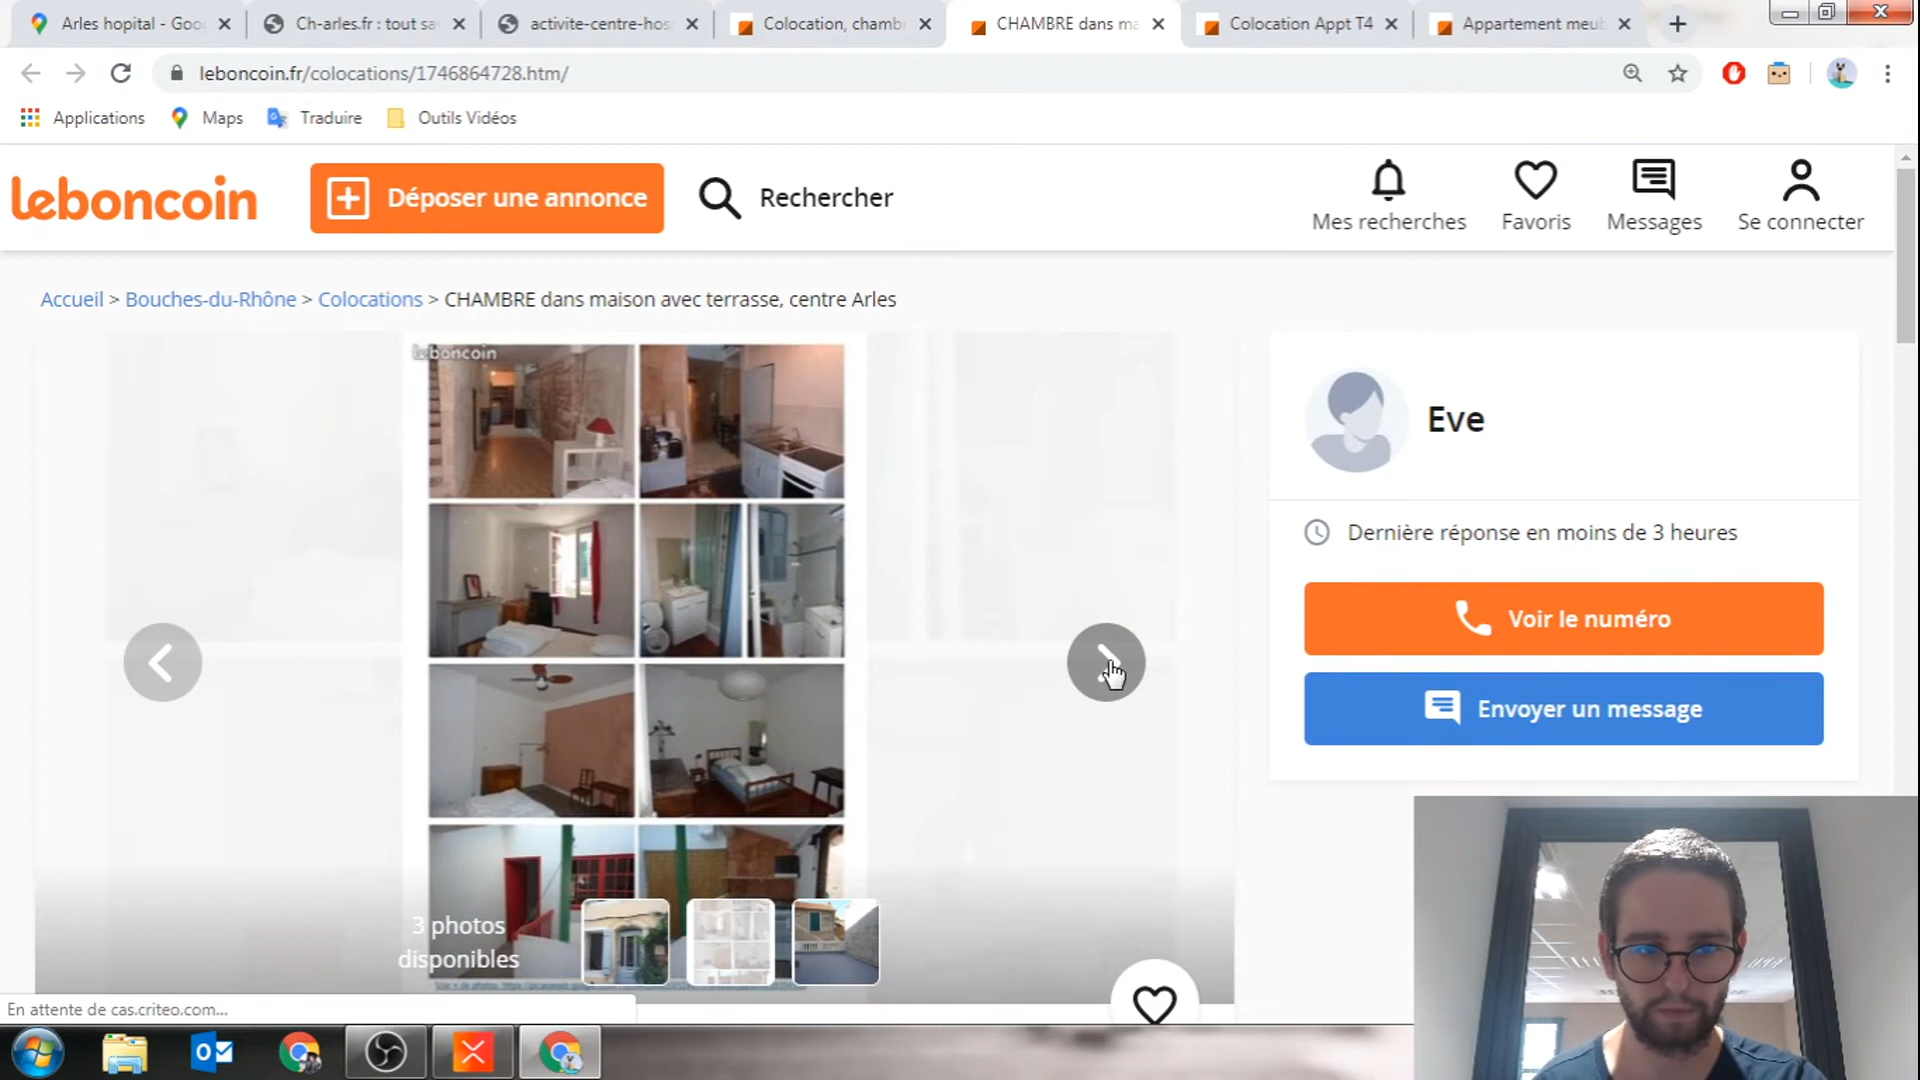 Arles hopital - Goo
Ch-arles.fr : tout sa
activite-centre-hos
Colocation, chamb
CHAMBRE dans ma
Colocation Appt T4
Appartement meub
leboncoin.fr/colocations/1746864728.htm/
Applications
Maps
Traduire
Outils Vidéos
leboncoin
Déposer une annonce
Rechercher
Mes recherches
Favoris
Messages
Se connecter
Accueil > Bouches-du-Rhône > Colocations > CHAMBRE dans maison avec terrasse, centre Arles
leboncoin
Eve
Dernière réponse en moins de 3 heures
Voir le numéro
Envoyer un message
3 photos
disponibles
En attente de cas.criteo.com...